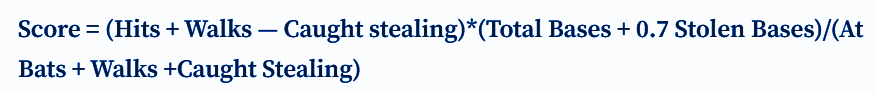 Score = (Hits + Walks — Caught stealing)*(Total Bases + 0.7 Stolen Bases)/(At
Bats + Walks +Caught Stealing)